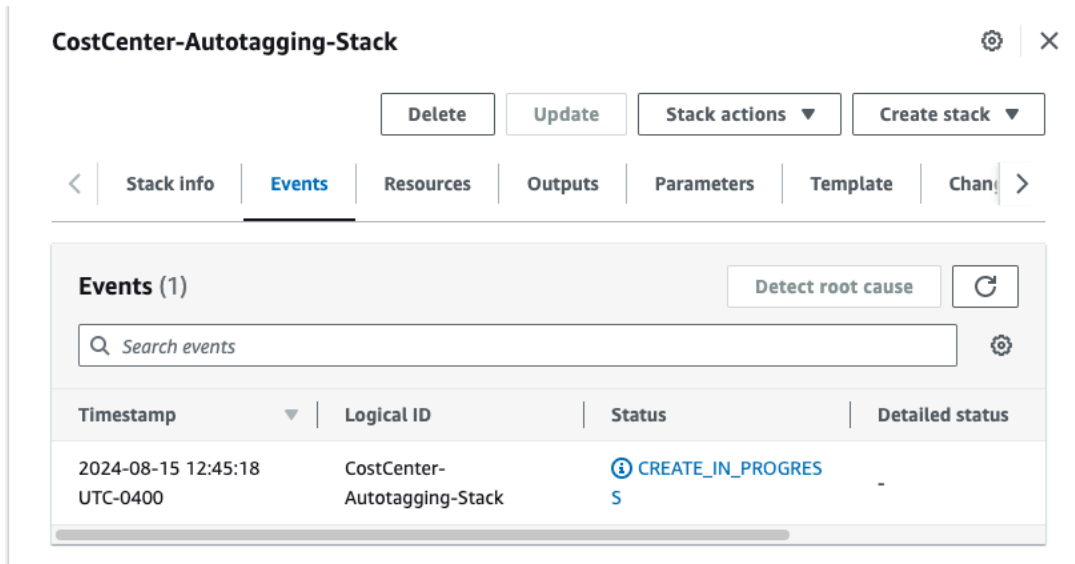 CostCenter-Autotagging-Stack
Delete
Update
Stack actions
Create stack
Stack info
Events
Resources
Outputs
Parameters
Template
Events (1)
Detect root cause
Search events
Timestamp
Logical ID
Status
Detailed status
2024-08-15 12:45:18
UTC-0400
CostCenter-
Autotagging-Stack
CREATE_IN_PROGRES
S
-